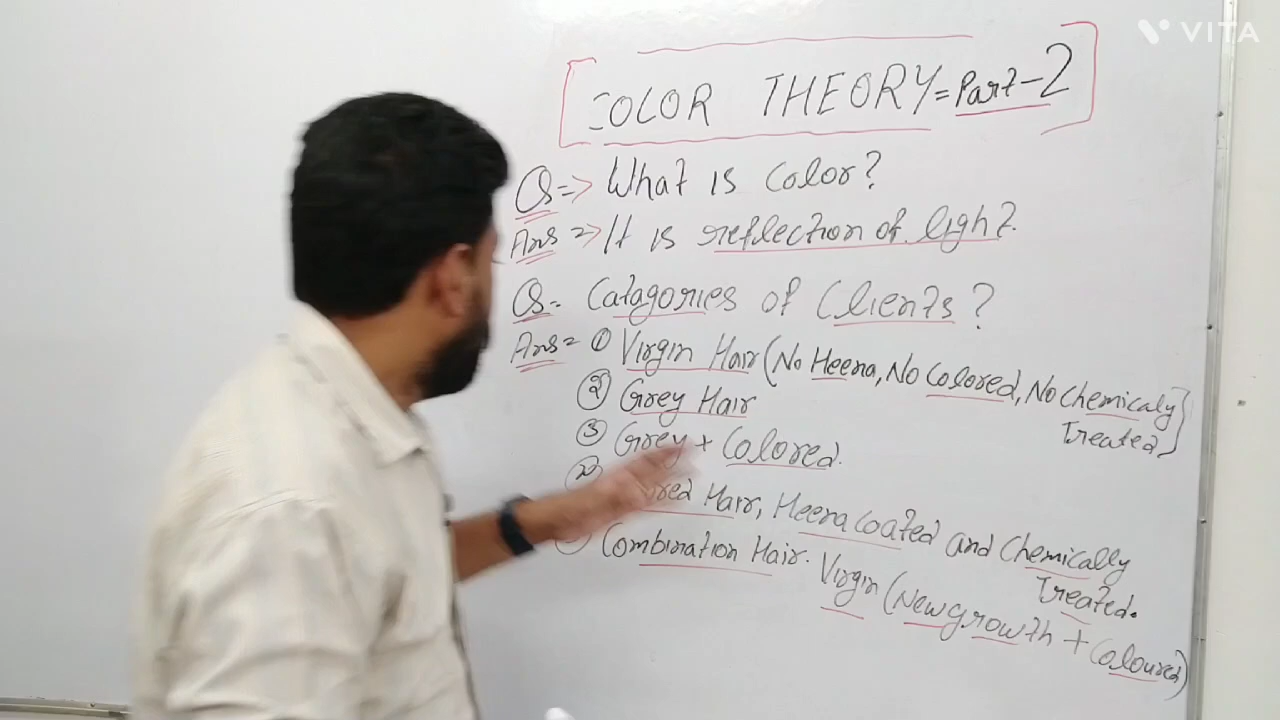 VITA
COLOR THEORY = Part-2
Q => What is color?
Ans => It is reflection of light.
Q- Catagories of Clients?
Ans = ① Virgin Hair (No Heena, No Colored, No Chemicaly
Treated)
② Grey Hair
③ Grey + Colored.
Hair, Heena coated and Chemically
Treated.
Combination Hair. Virgin (New growth + Coloured)